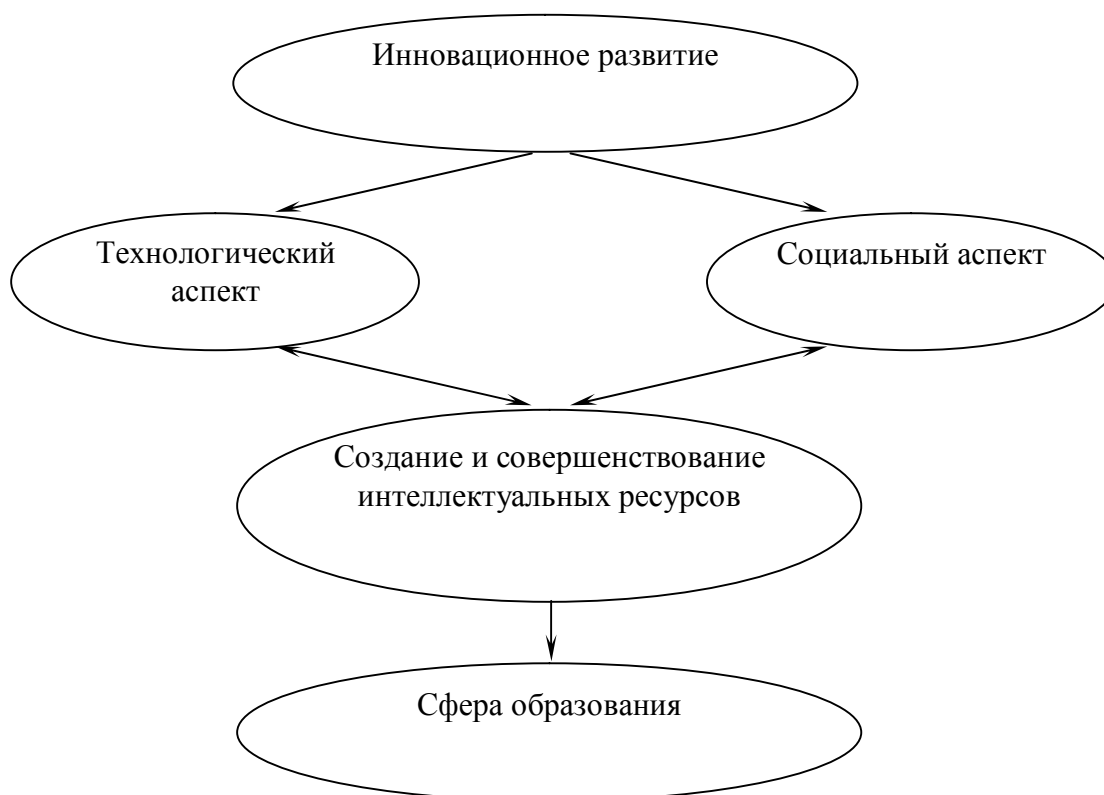 Инновационное развитие
Технологический
аспект
Социальный аспект
Создание и совершенствование
интеллектуальных ресурсов
Сфера образования